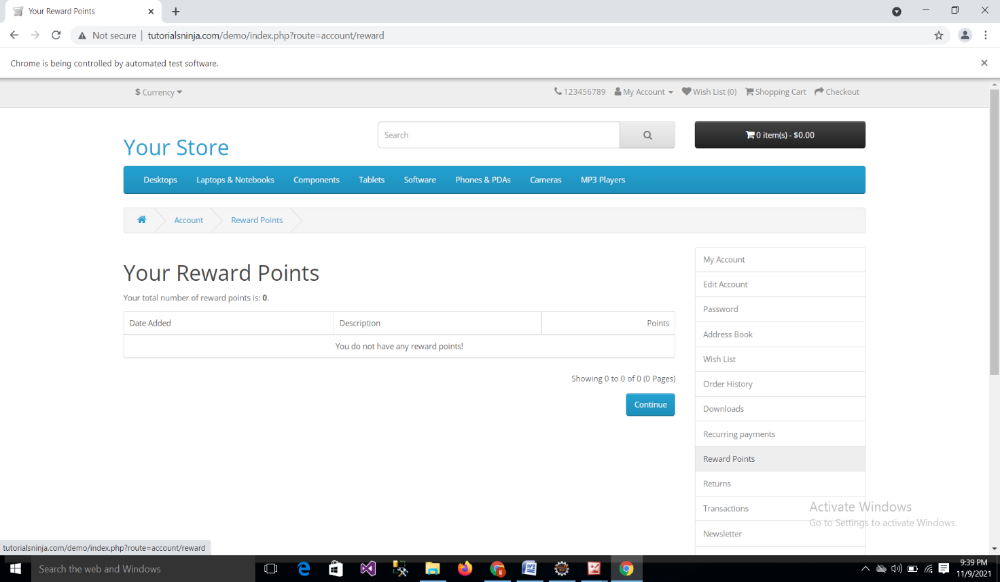 Your Reward Points
Not secure | tutorialsninja.com/demo/index.php?route=account/reward
Chrome is being controlled by automated test software.
$ Currency
123456789 My Account Wish List (0) Shopping Cart Checkout
Your Store
Search
0 item(s) - $0.00
Desktops Laptops & Notebooks Components Tablets Software Phones & PDAs Cameras MP3 Players
Account Reward Points
Your Reward Points
Your total number of reward points is: 0.
Date Added Description Points
You do not have any reward points!
Showing 0 to 0 of 0 (0 Pages)
Continue
My Account
Edit Account
Password
Address Book
Wish List
Order History
Downloads
Recurring payments
Reward Points
Returns
Transactions
Newsletter
Activate Windows
Go to Settings to activate Windows.
tutorialsninja.com/demo/index.php?route=account/reward
Search the web and Windows
9:39 PM
11/9/2021